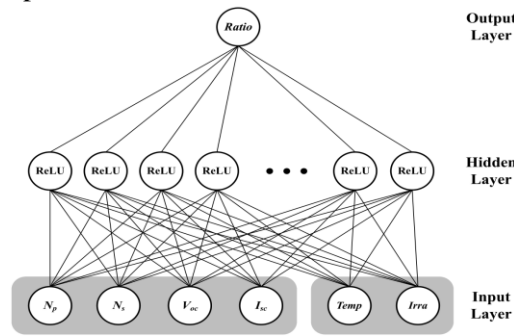 Ratio
Output
Layer
ReLU ReLU ReLU ReLU • • • ReLU ReLU
Hidden
Layer
Np Ns Voc Isc Temp Irra
Input
Layer